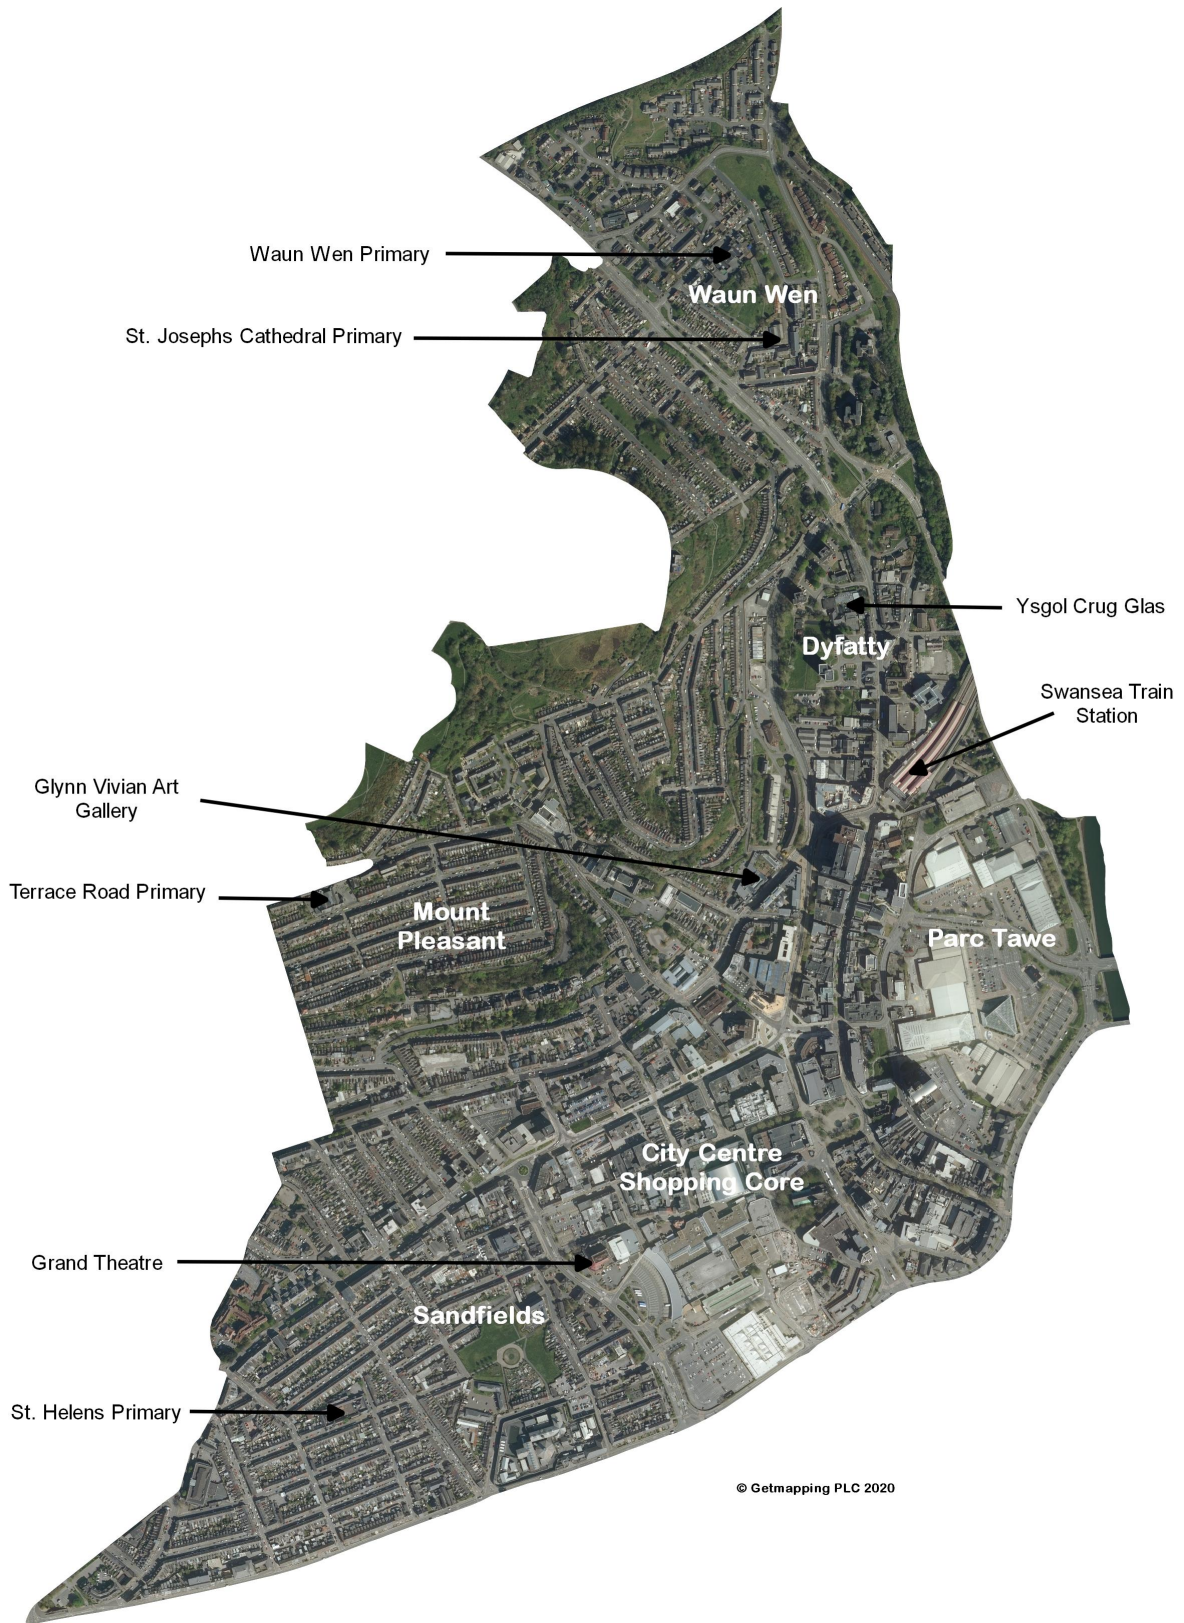 Waun Wen Primary
Waun Wen
St. Josephs Cathedral Primary
Ysgol Crug Glas
Dyfatty
Swansea Train
Station
Glynn Vivian Art
Gallery
Terrace Road Primary
Mount
Pleasant
Parc Tawe
City Centre
Shopping Core
Grand Theatre
Sandfields
St. Helens Primary
© Getmapping PLC 2020